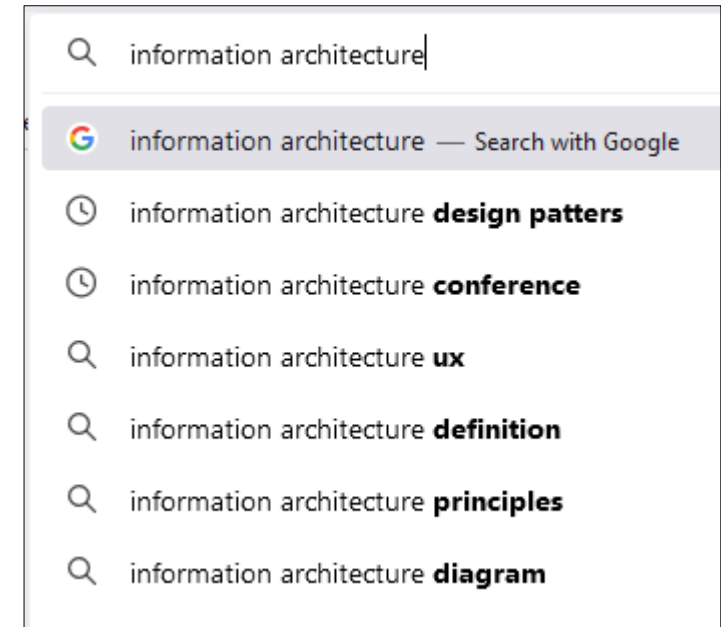 information architecture
information architecture — Search with Google
information architecture design patters
information architecture conference
information architecture ux
information architecture definition
information architecture principles
information architecture diagram